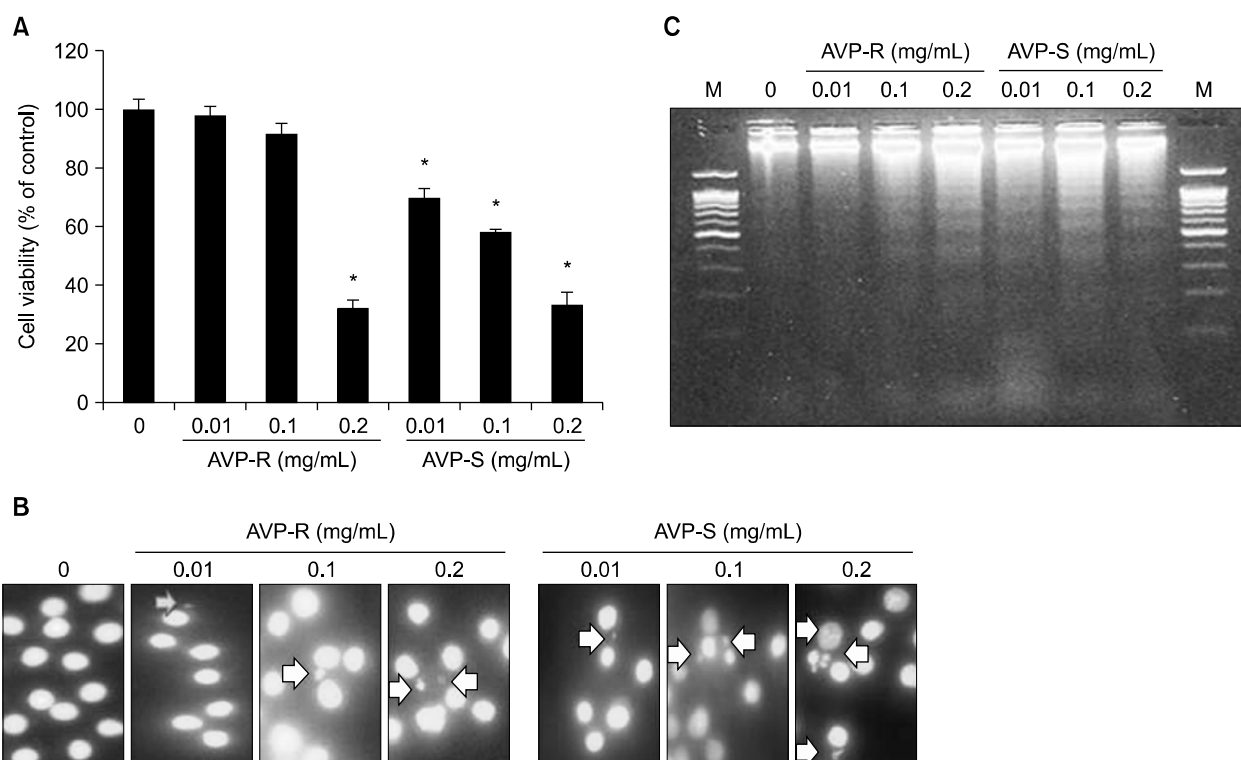 A
120
100
80
60
40
20
0
Cell viability (% of control)
* * * *
0 0.01 0.1 0.2 0.01 0.1 0.2
AVP-R (mg/mL) AVP-S (mg/mL)
C
AVP-R (mg/mL) AVP-S (mg/mL)
M 0 0.01 0.1 0.2 0.01 0.1 0.2 M
B
AVP-R (mg/mL) AVP-S (mg/mL)
0 0.01 0.1 0.2 0.01 0.1 0.2